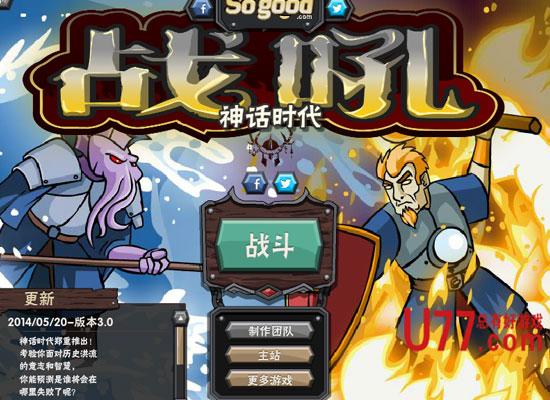 So good
.com
战吼
神话时代
战斗
更新
2014/05/20-版本3.0
神话时代郑重推出！
考验你面对历史洪流
的意志和智慧，
你能预测是谁将会在
哪里失败了呢？
制作团队
主站
更多游戏
U77总有好游戏
.com